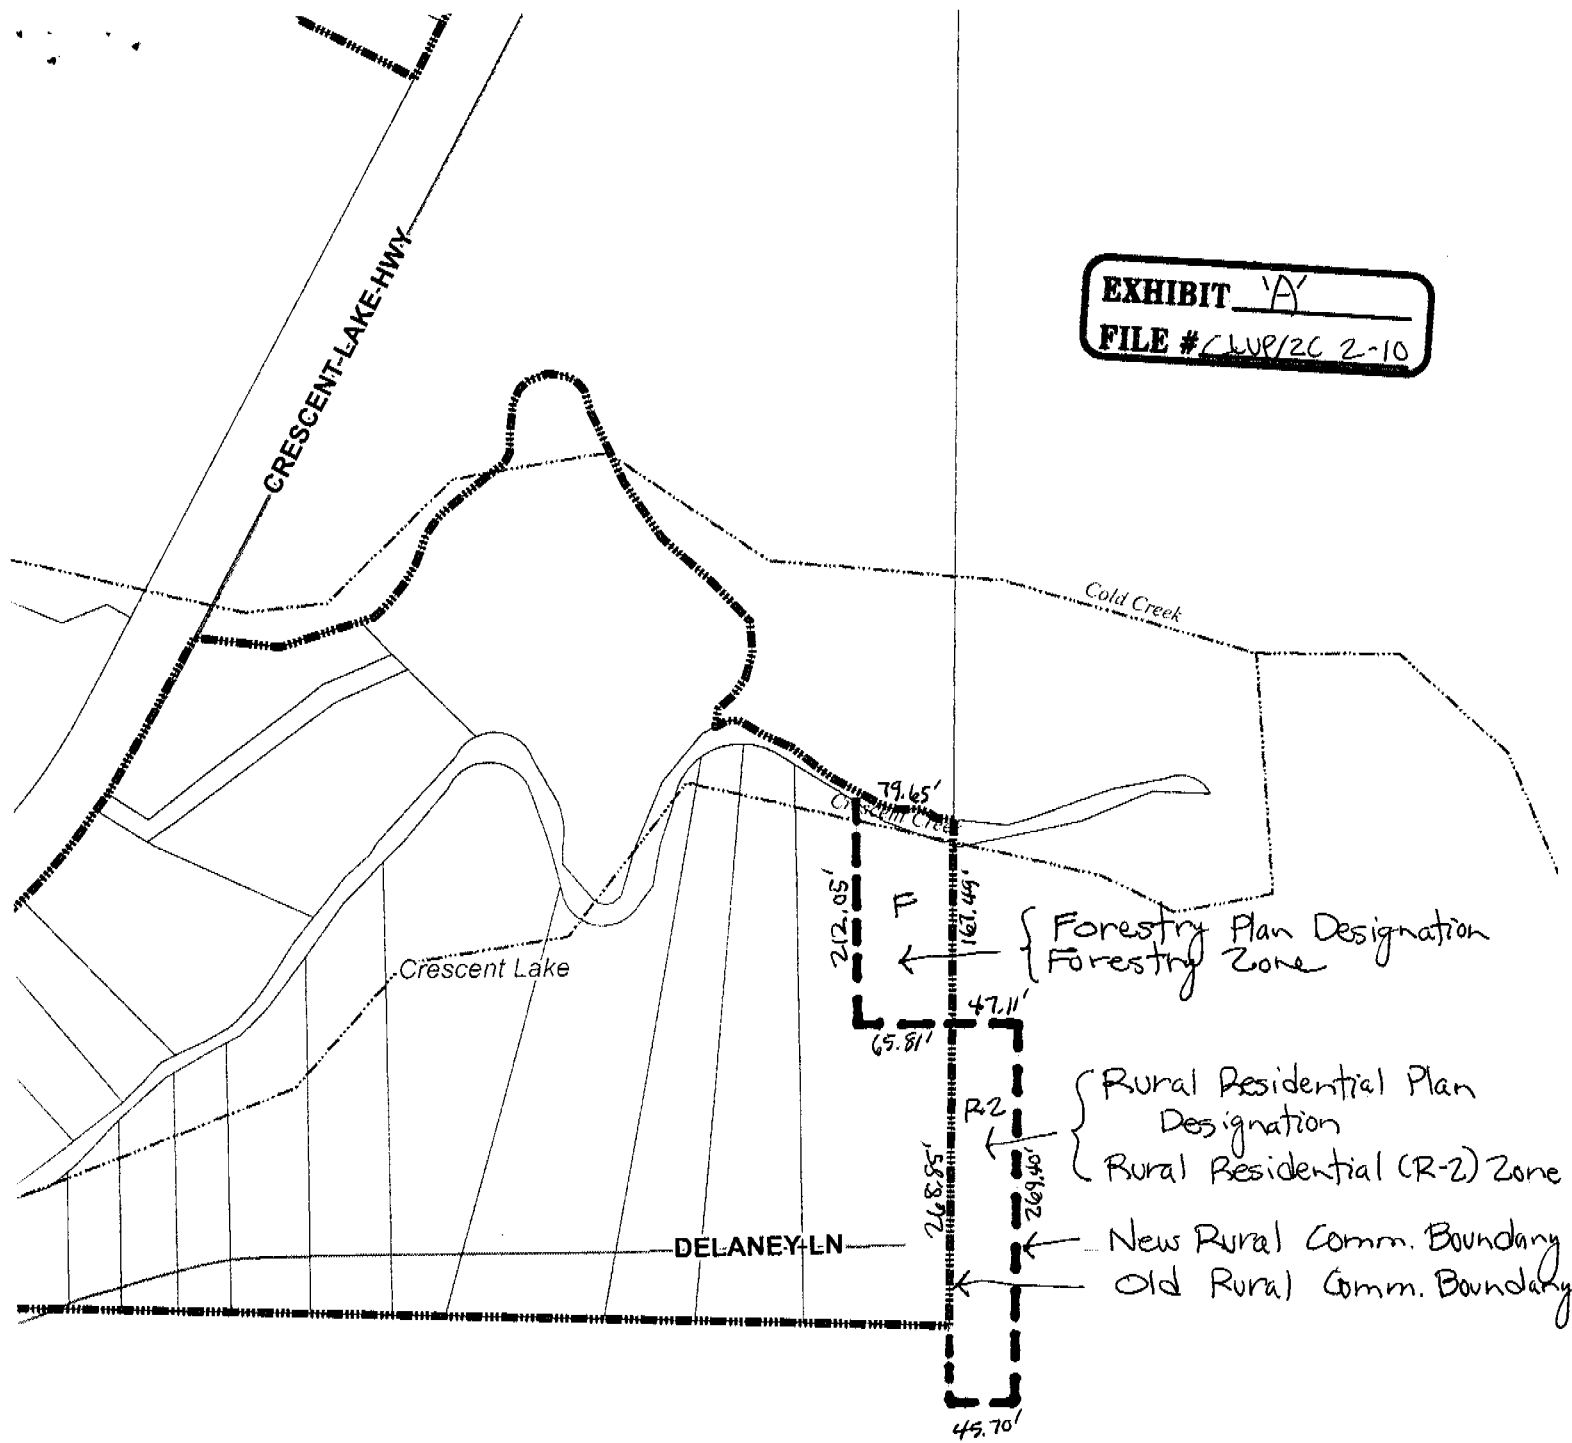 CRESCENT-LAKE-HWY
EXHIBIT 'A'
FILE # CLUP/ZC 2-10
Cold Creek
79.65'
Crescent Creek
212.05'
F
167.49'
Forestry Plan Designation
Forestry Zone
Crescent Lake
47.11'
65.81'
R2
Rural Residential Plan
Designation
Rural Residential (R-2) Zone
268.85'
269.40'
DELANEY-LN
New Rural Comm. Boundary
Old Rural Comm. Boundary
45.70'